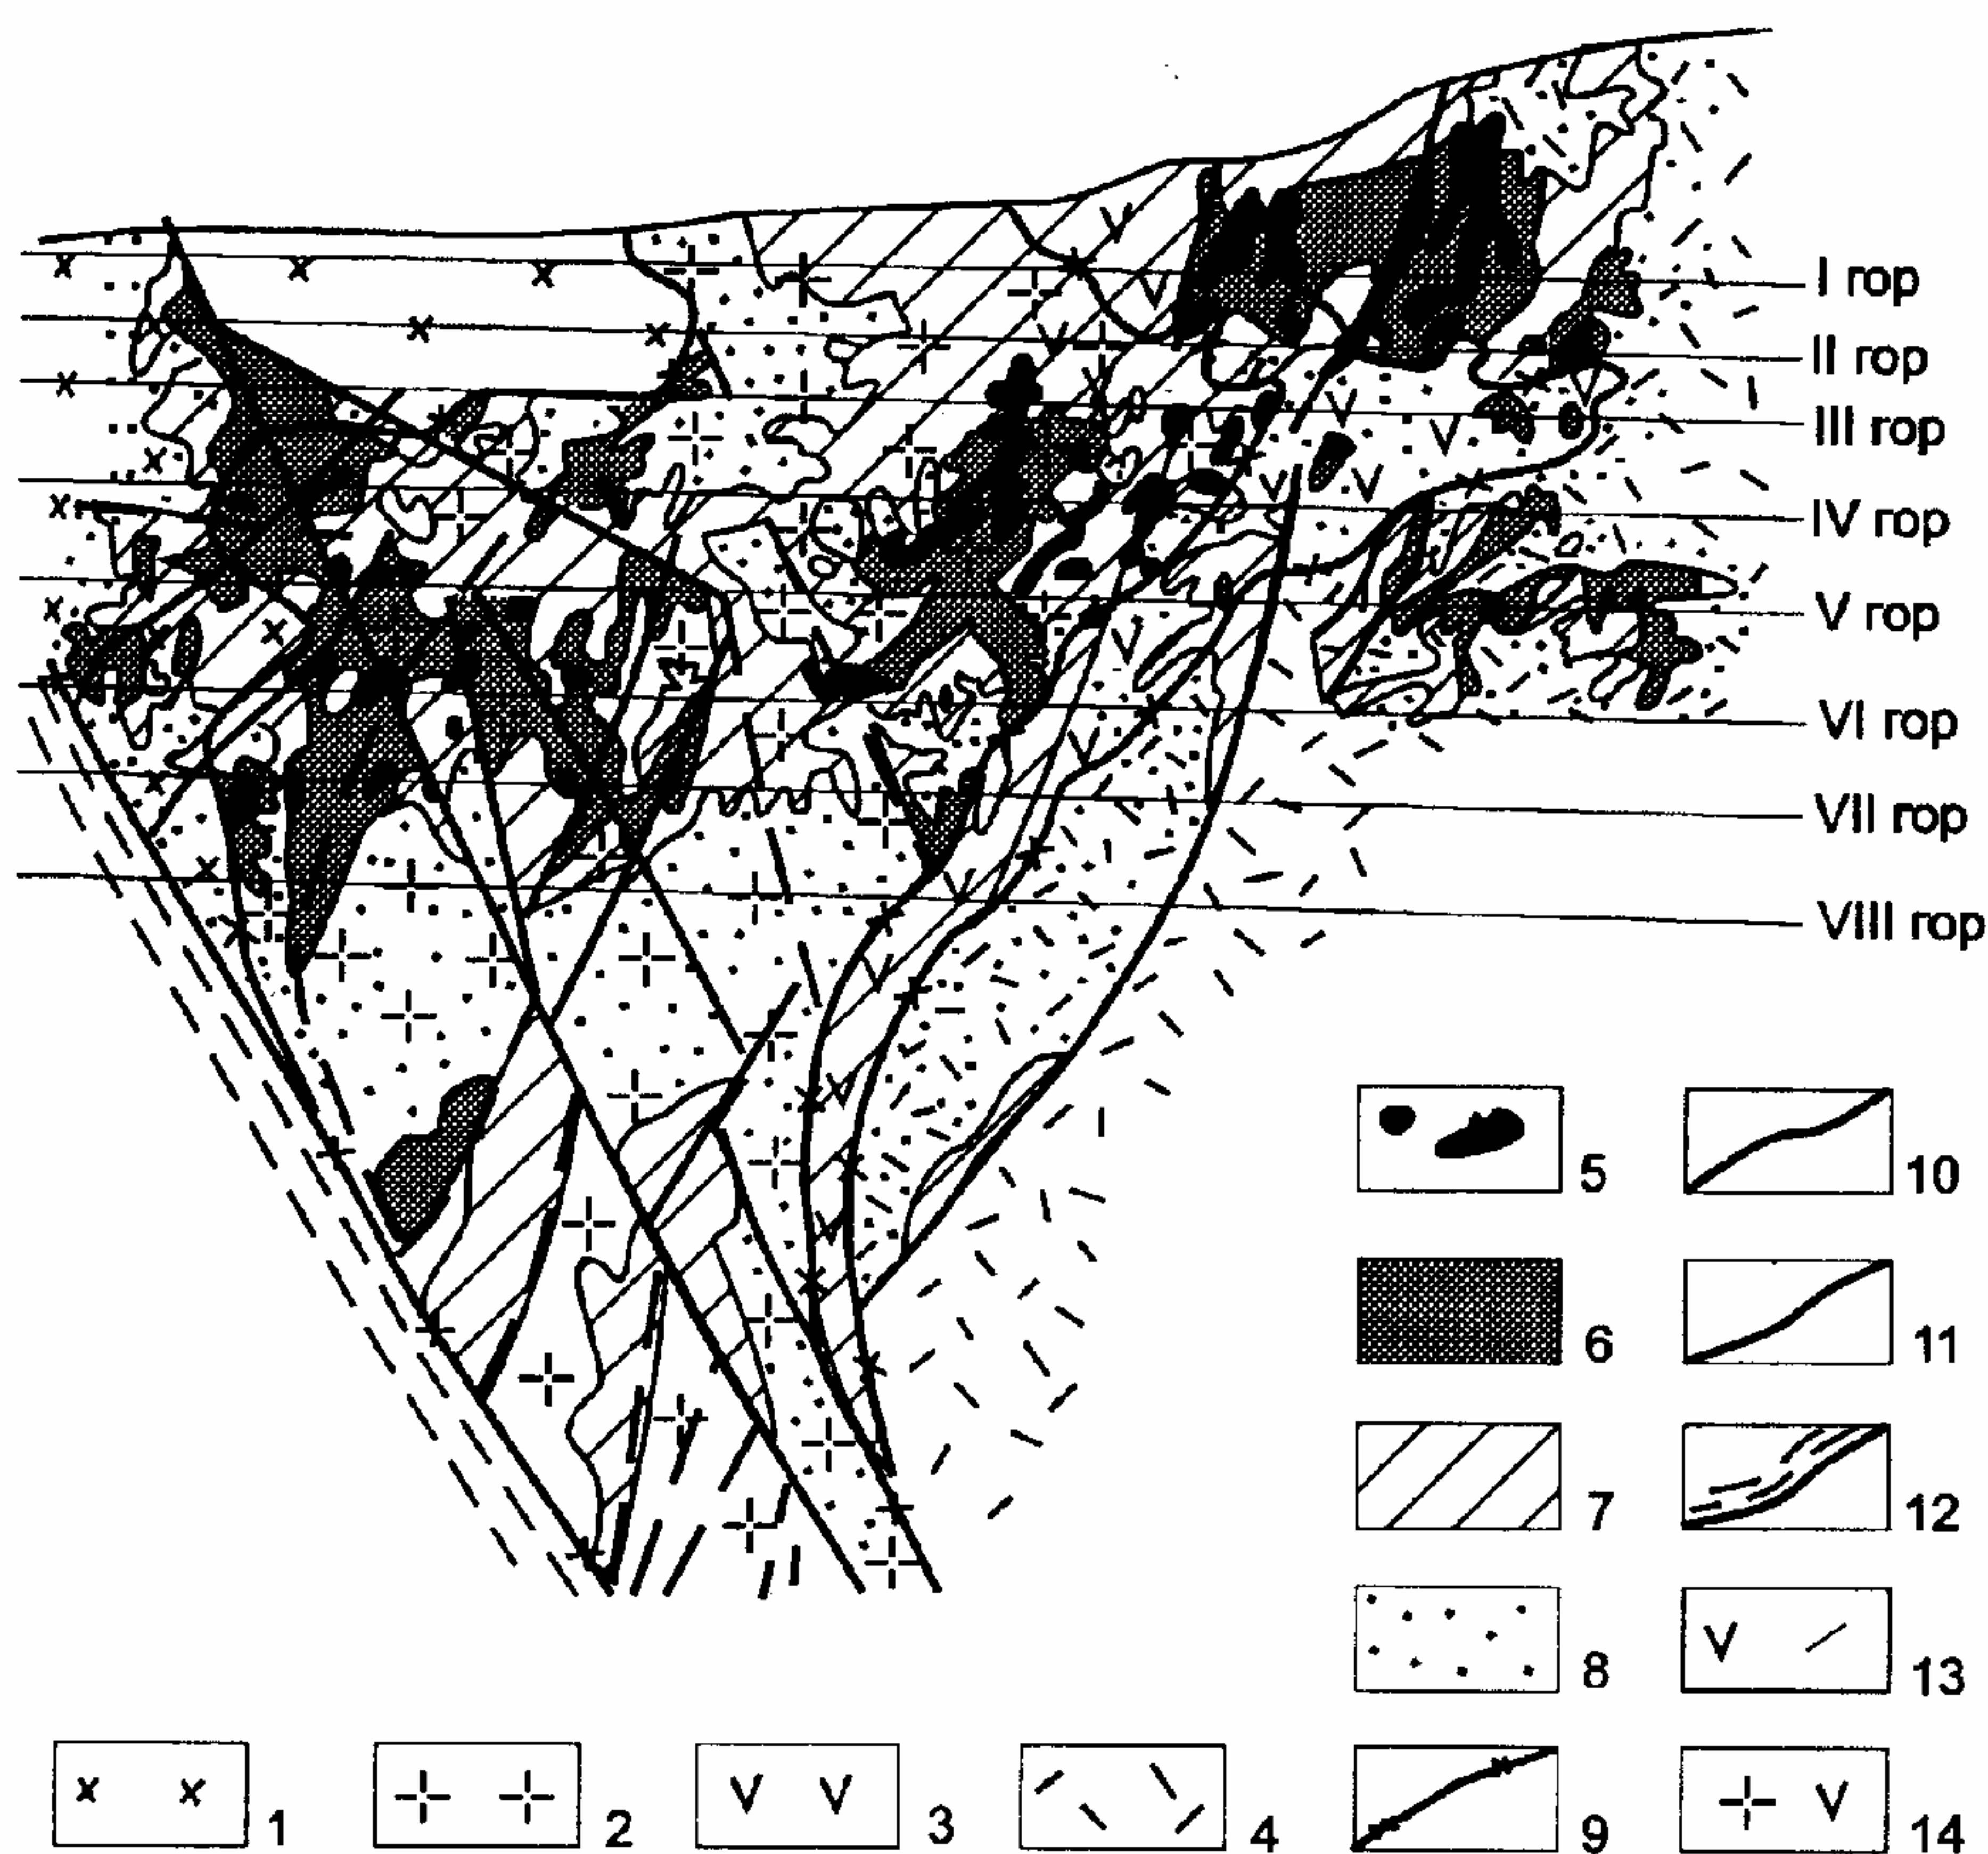 I гор
II гор
III гор
IV гор
V гор
VI гор
VII гор
VIII гор
5 10
6 11
7 12
8 13
1 2 3 4 9 14